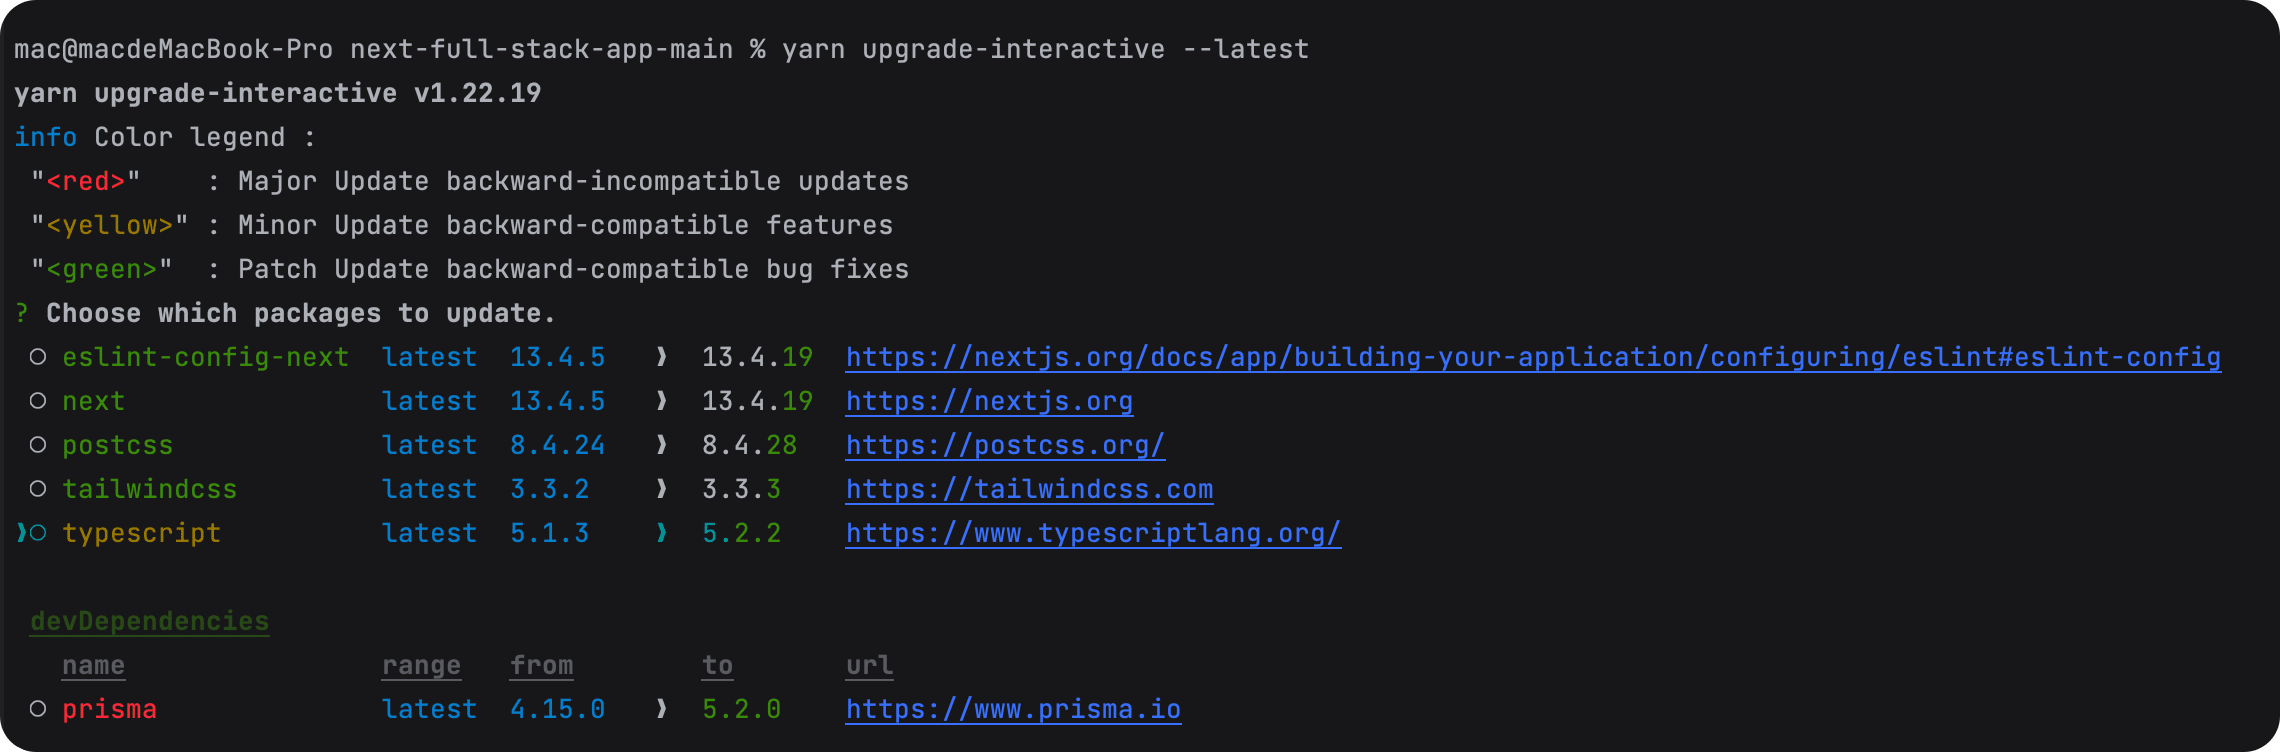 mac@macdeMacBook-Pro next-full-stack-app-main % yarn upgrade-interactive --latest
yarn upgrade-interactive v1.22.19
info Color legend :
 "<red>"    : Major Update backward-incompatible updates
 "<yellow>" : Minor Update backward-compatible features
 "<green>"  : Patch Update backward-compatible bug fixes
? Choose which packages to update.
 ◯ eslint-config-next  latest  13.4.5   ❯  13.4.19  https://nextjs.org/docs/app/building-your-application/configuring/eslint#eslint-config
 ◯ next                latest  13.4.5   ❯  13.4.19  https://nextjs.org
 ◯ postcss             latest  8.4.24   ❯  8.4.28   https://postcss.org/
 ◯ tailwindcss         latest  3.3.2    ❯  3.3.3    https://tailwindcss.com
❯◯ typescript          latest  5.1.3    ❯  5.2.2    https://www.typescriptlang.org/

 devDependencies
   name                range   from        to       url
 ◯ prisma              latest  4.15.0   ❯  5.2.0    https://www.prisma.io